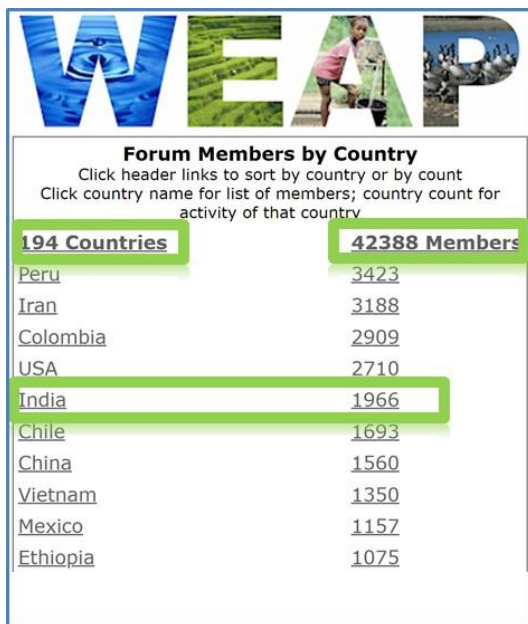 WEAP
Forum Members by Country
Click header links to sort by country or by count
Click country name for list of members; country count for
activity of that country
194 Countries 42388 Members
Peru 3423
Iran 3188
Colombia 2909
USA 2710
India 1966
Chile 1693
China 1560
Vietnam 1350
Mexico 1157
Ethiopia 1075